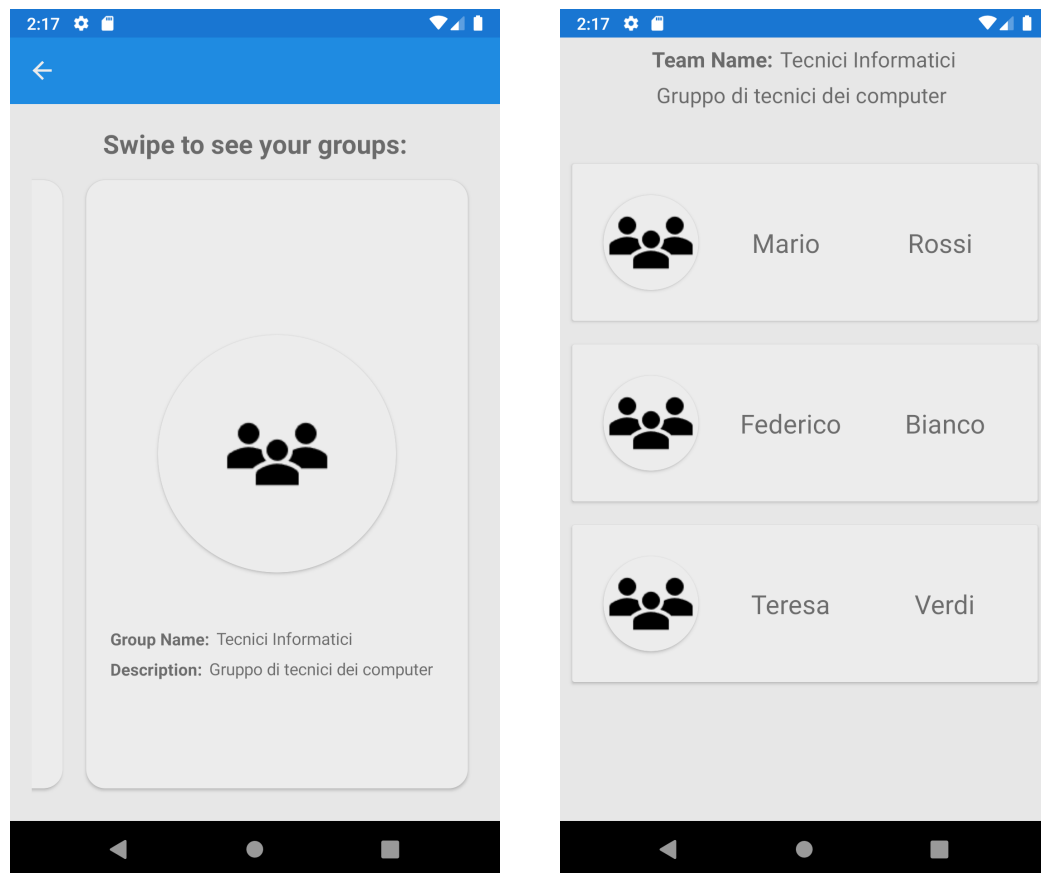 2:17
Swipe to see your groups:
Group Name: Tecnici Informatici
Description: Gruppo di tecnici dei computer
2:17
Team Name: Tecnici Informatici
Gruppo di tecnici dei computer
Mario Rossi
Federico Bianco
Teresa Verdi